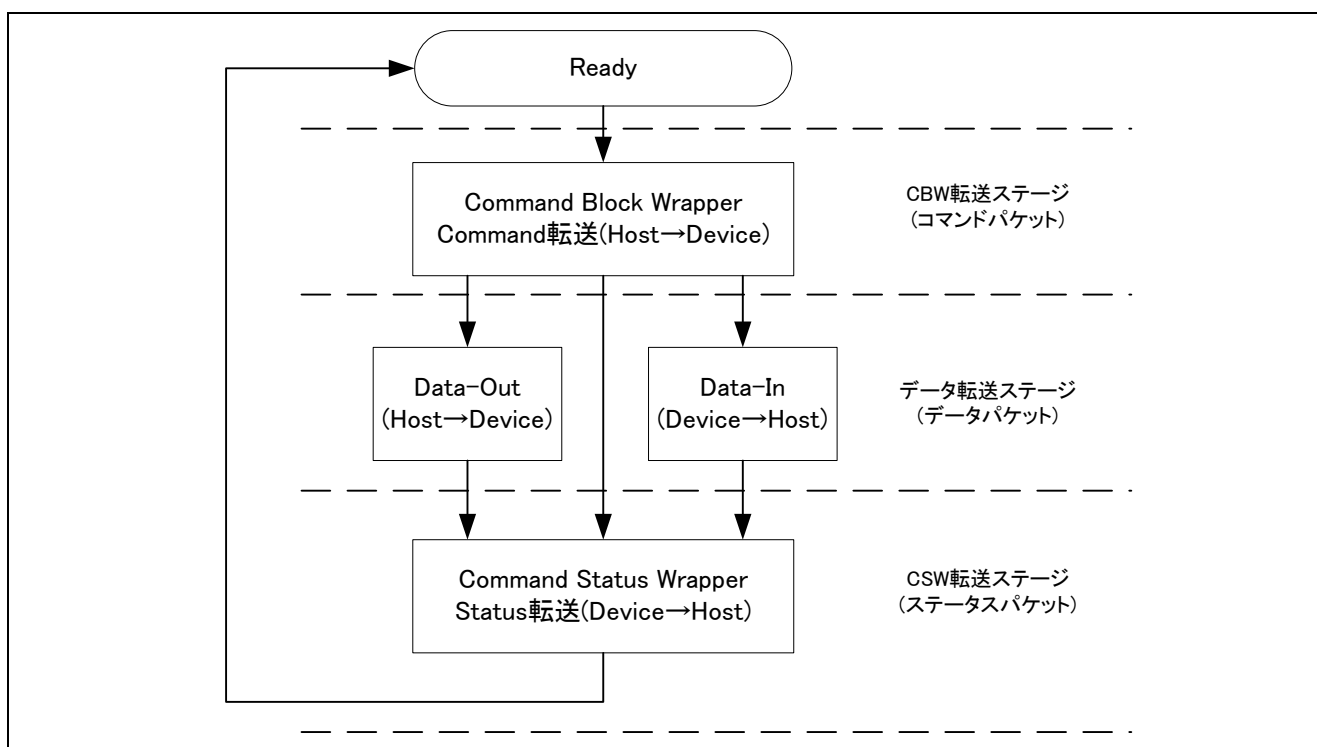 Ready
Command Block Wrapper
Command転送(Host→Device)
CBW転送ステージ
(コマンドパケット)
Data-Out
(Host→Device)
Data-In
(Device→Host)
データ転送ステージ
(データパケット)
Command Status Wrapper
Status転送(Device→Host)
CSW転送ステージ
(ステータスパケット)